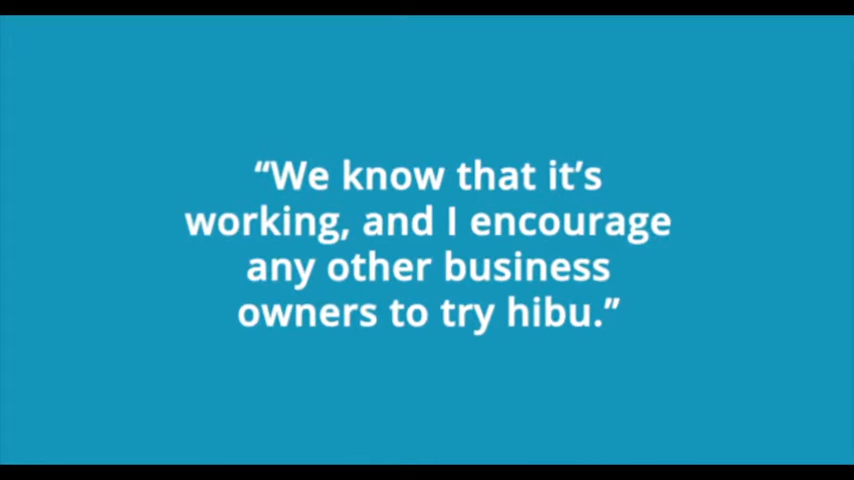 “We know that it’s
working, and I encourage
any other business
owners to try hibu.”